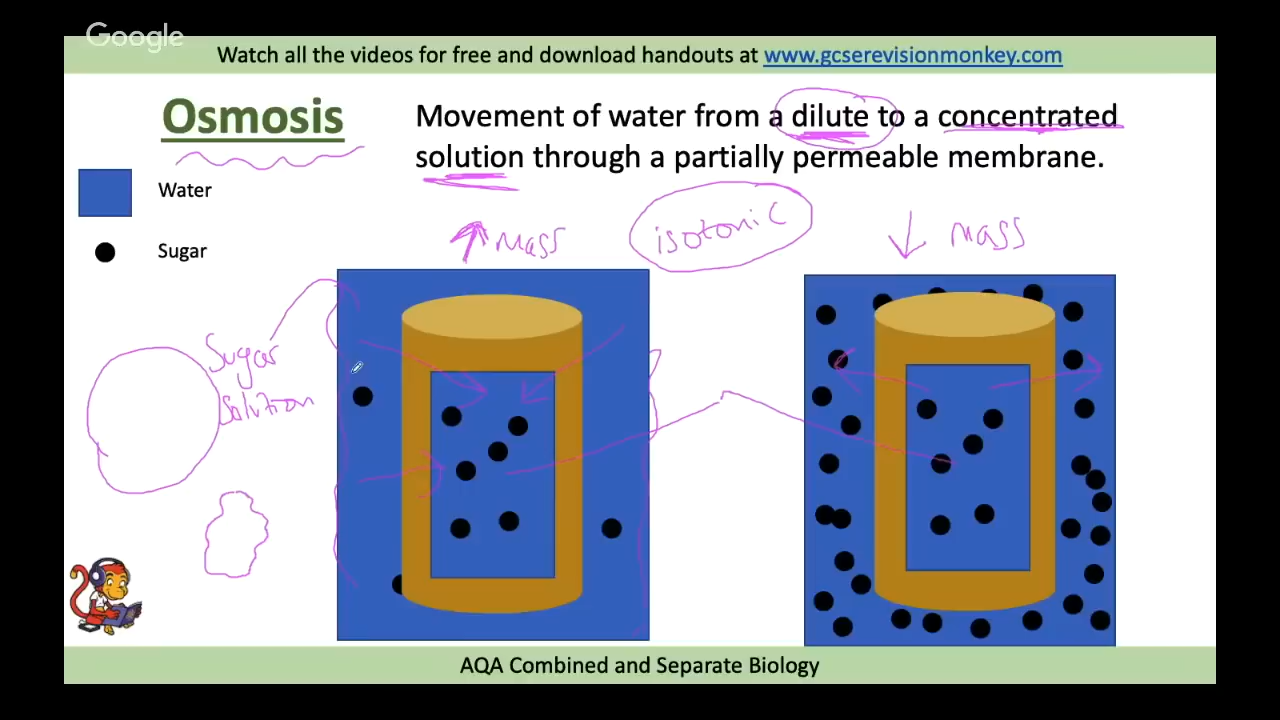 Google
Watch all the videos for free and download handouts at www.gcserevisionmonkey.com
Osmosis
Movement of water from a dilute to a concentrated
solution through a partially permeable membrane.
Water
Sugar
↑ Mass
isotonic
↓ Mass
Sugar
Solution
AQA Combined and Separate Biology